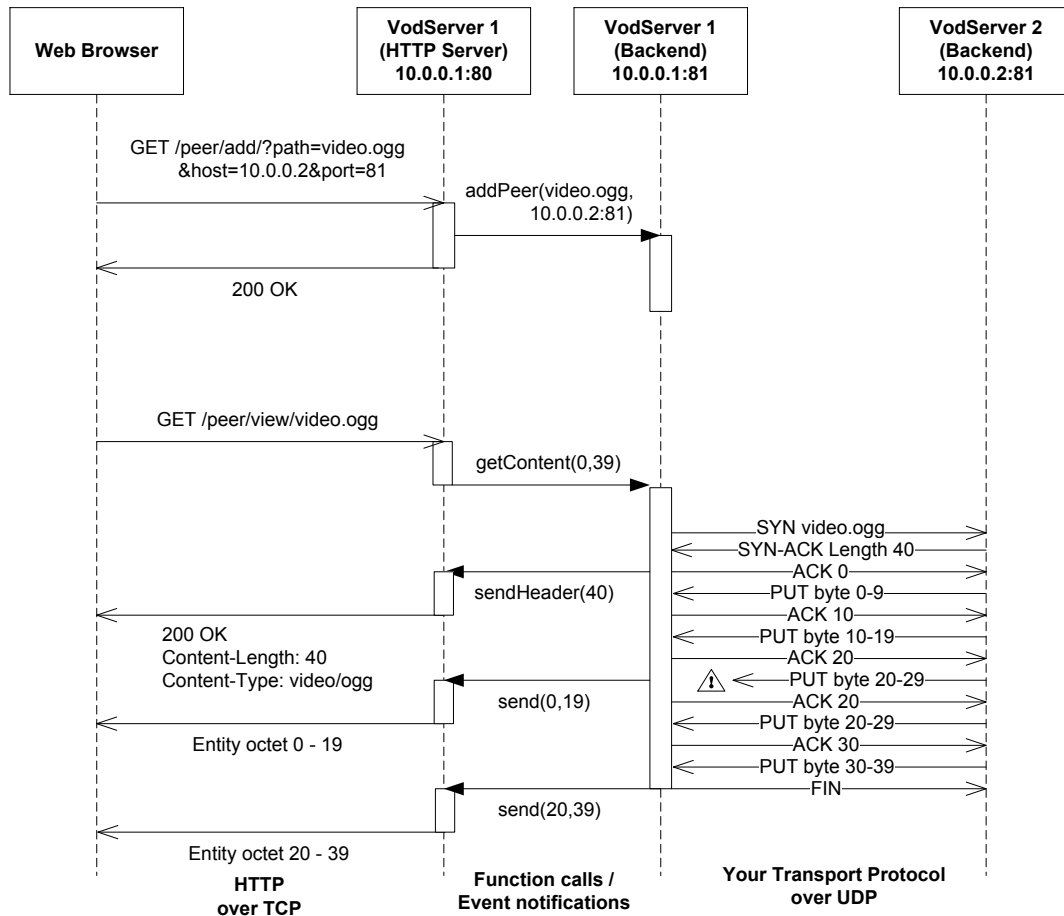 Web Browser
VodServer 1
(HTTP Server)
10.0.0.1:80
VodServer 1
(Backend)
10.0.0.1:81
VodServer 2
(Backend)
10.0.0.2:81
GET /peer/add/?path=video.ogg
&host=10.0.0.2&port=81
addPeer(video.ogg,
10.0.0.2:81)
200 OK
GET /peer/view/video.ogg
getContent(0,39)
SYN video.ogg
SYN-ACK Length 40
ACK 0
sendHeader(40)
PUT byte 0-9
ACK 10
200 OK
Content-Length: 40
Content-Type: video/ogg
PUT byte 10-19
ACK 20
PUT byte 20-29
send(0,19)
ACK 20
PUT byte 20-29
Entity octet 0 - 19
ACK 30
PUT byte 30-39
FIN
send(20,39)
Entity octet 20 - 39
HTTP
over TCP
Function calls /
Event notifications
Your Transport Protocol
over UDP